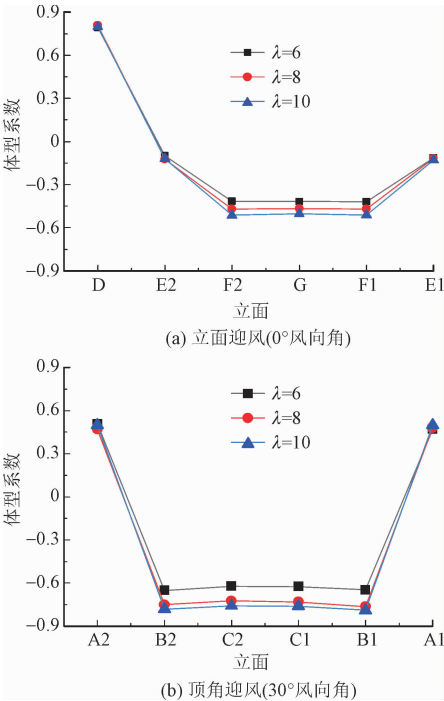 0.9
0.6
0.3
0
-0.3
-0.6
-0.9
体型系数
λ=6
λ=8
λ=10
D E2 F2 G F1 E1
立面
(a) 立面迎风(0°风向角)
0.9
0.6
0.3
0
-0.3
-0.6
-0.9
体型系数
λ=6
λ=8
λ=10
A2 B2 C2 C1 B1 A1
立面
(b) 顶角迎风(30°风向角)